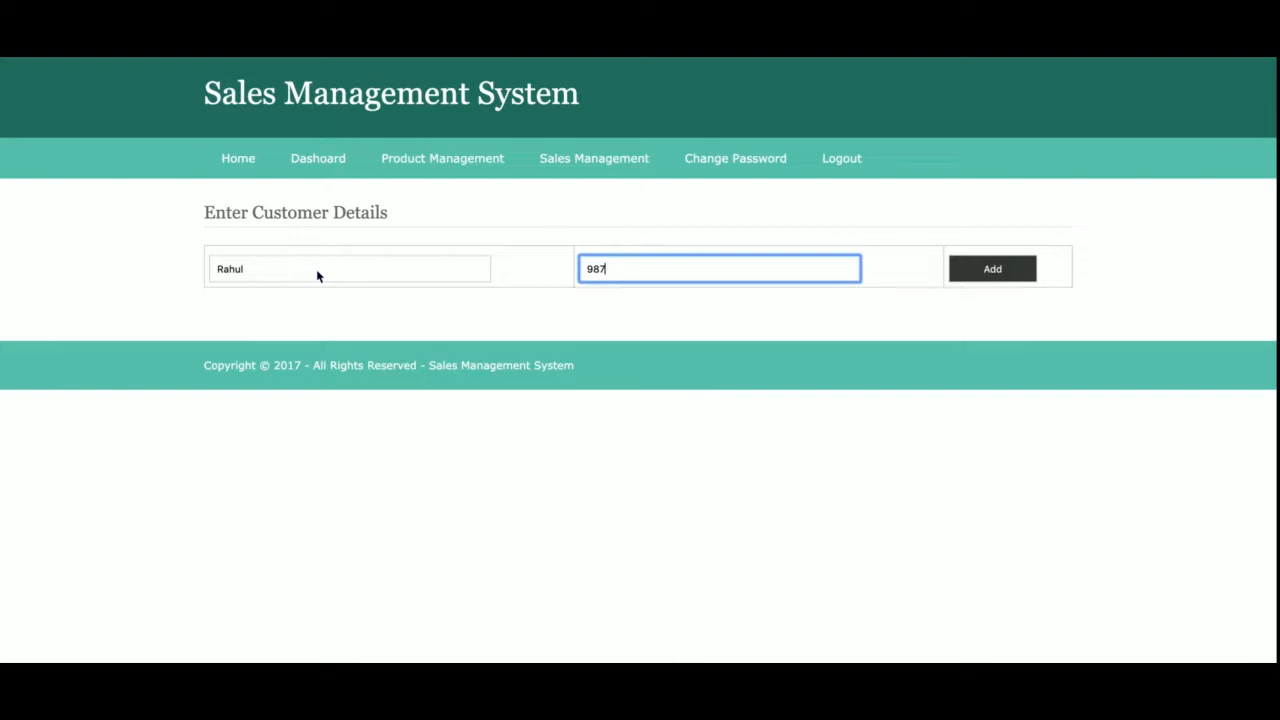 Sales Management System
Home Dashoard Product Management Sales Management Change Password Logout
Enter Customer Details
Rahul 987 Add
Copyright © 2017 - All Rights Reserved - Sales Management System